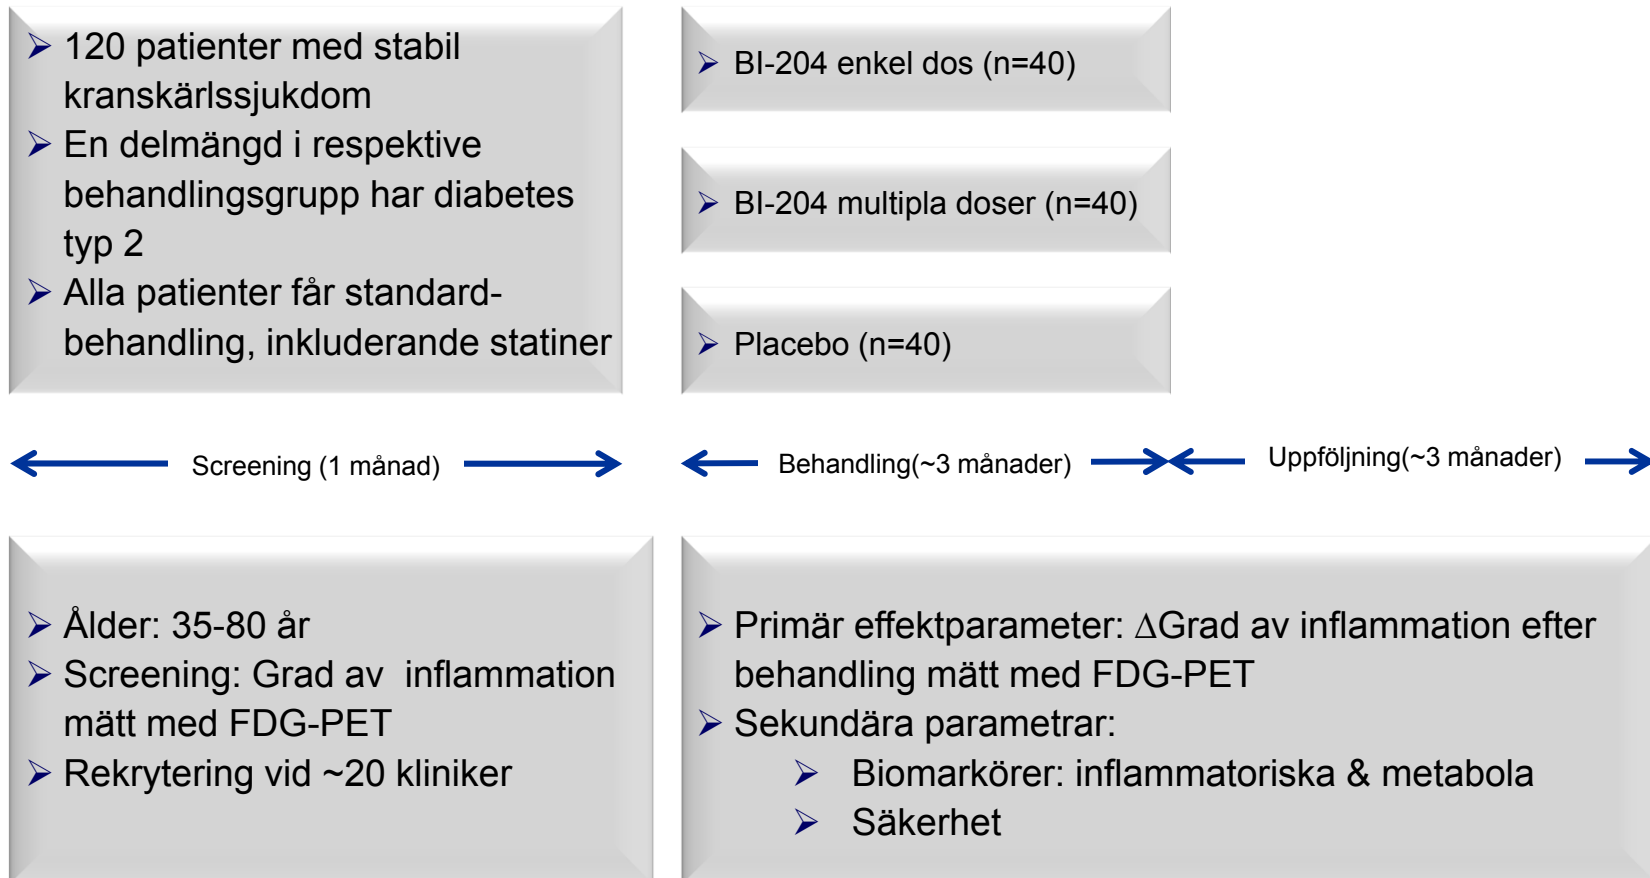 ➢ 120 patienter med stabil
kranskärlssjukdom
➢ En delmängd i respektive
behandlingsgrupp har diabetes
typ 2
➢ Alla patienter får standard-
behandling, inkluderande statiner
➢ BI-204 enkel dos (n=40)
➢ BI-204 multipla doser (n=40)
➢ Placebo (n=40)
Screening (1 månad)
Behandling(~3 månader)
Uppföljning(~3 månader)
➢ Ålder: 35-80 år
➢ Screening: Grad av inflammation
mätt med FDG-PET
➢ Rekrytering vid ~20 kliniker
➢ Primär effektparameter: ΔGrad av inflammation efter
behandling mätt med FDG-PET
➢ Sekundära parametrar:
➢ Biomarkörer: inflammatoriska & metabola
➢ Säkerhet